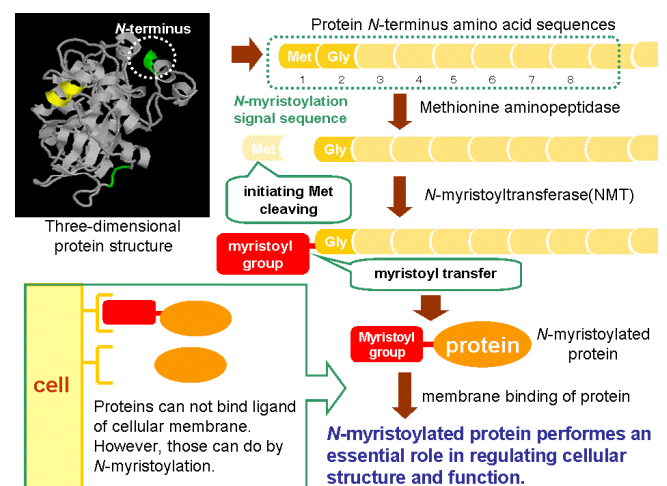 N-terminus
Three-dimensional
protein structure
Protein N-terminus amino acid sequences
Met Gly
1 2 3 4 5 6 7 8
N-myristoylation
signal sequence
Methionine aminopeptidase
Met Gly
initiating Met
cleaving
N-myristoyltransferase(NMT)
myristoyl
group
Gly
myristoyl transfer
Myristoyl
group
protein
N-myristoylated
protein
membrane binding of protein
cell
Proteins can not bind ligand
of cellular membrane.
However, those can do by
N-myristoylation.
N-myristoylated protein performes an
essential role in regulating cellular
structure and function.